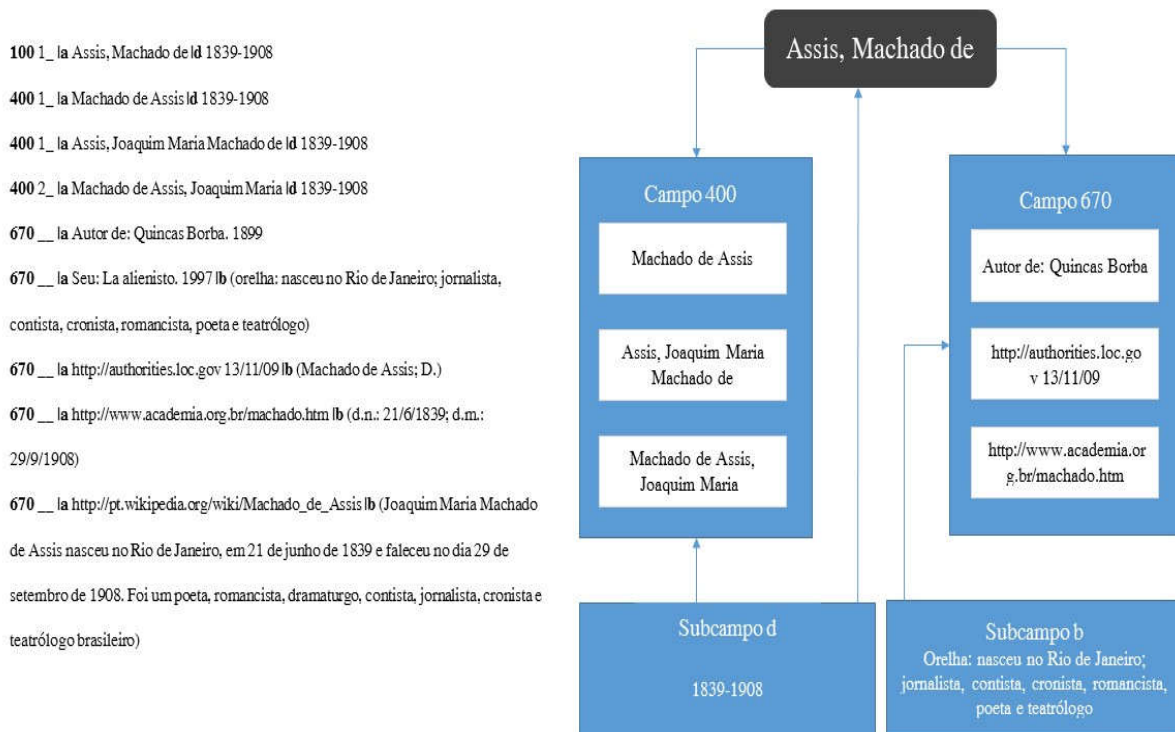 100 1_ |a Assis, Machado de |d 1839-1908
400 1_ |a Machado de Assis |d 1839-1908
400 1_ |a Assis, Joaquim Maria Machado de |d 1839-1908
400 2_ |a Machado de Assis, Joaquim Maria |d 1839-1908
670 __ |a Autor de: Quincas Borba. 1899
670 __ |a Seu: La alienisto. 1997 |b (orelha: nasceu no Rio de Janeiro; jornalista,
contista, cronista, romancista, poeta e teatrólogo)
670 __ |a http://authorities.loc.gov 13/11/09 |b (Machado de Assis; D.)
670 __ |a http://www.academia.org.br/machado.htm |b (d.n.: 21/6/1839; d.m.:
29/9/1908)
670 __ |a http://pt.wikipedia.org/wiki/Machado_de_Assis |b (Joaquim Maria Machado
de Assis nasceu no Rio de Janeiro, em 21 de junho de 1839 e faleceu no dia 29 de
setembro de 1908. Foi um poeta, romancista, dramaturgo, contista, jornalista, cronista e
teatrólogo brasileiro)
Assis, Machado de
Campo 400
Machado de Assis
Assis, Joaquim Maria
Machado de
Machado de Assis,
Joaquim Maria
Campo 670
Autor de: Quincas Borba
http://authorities.loc.go
v 13/11/09
http://www.academia.or
g.br/machado.htm
Subcampo d
1839-1908
Subcampo b
Orelha: nasceu no Rio de Janeiro;
jornalista, contista, cronista, romancista,
poeta e teatrólogo